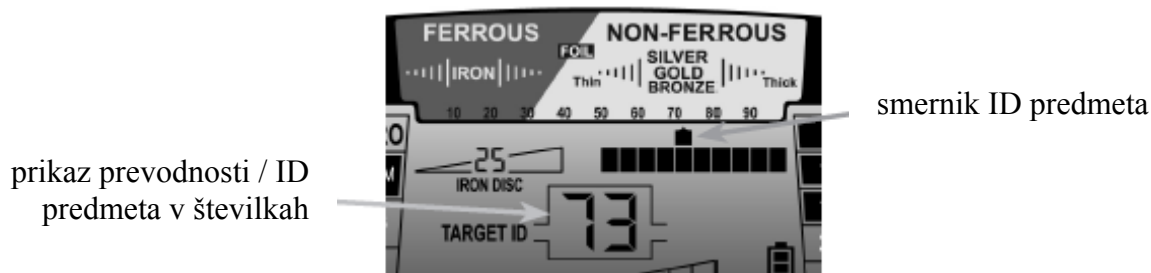 FERROUS
NON-FERROUS
FOIL
IRON
Thin
SILVER
GOLD
BRONZE
Thick
10 20 30 40 50 60 70 80 90
smernik ID predmeta
25
IRON DISC
prikaz prevodnosti / ID
predmeta v številkah
TARGET ID
73